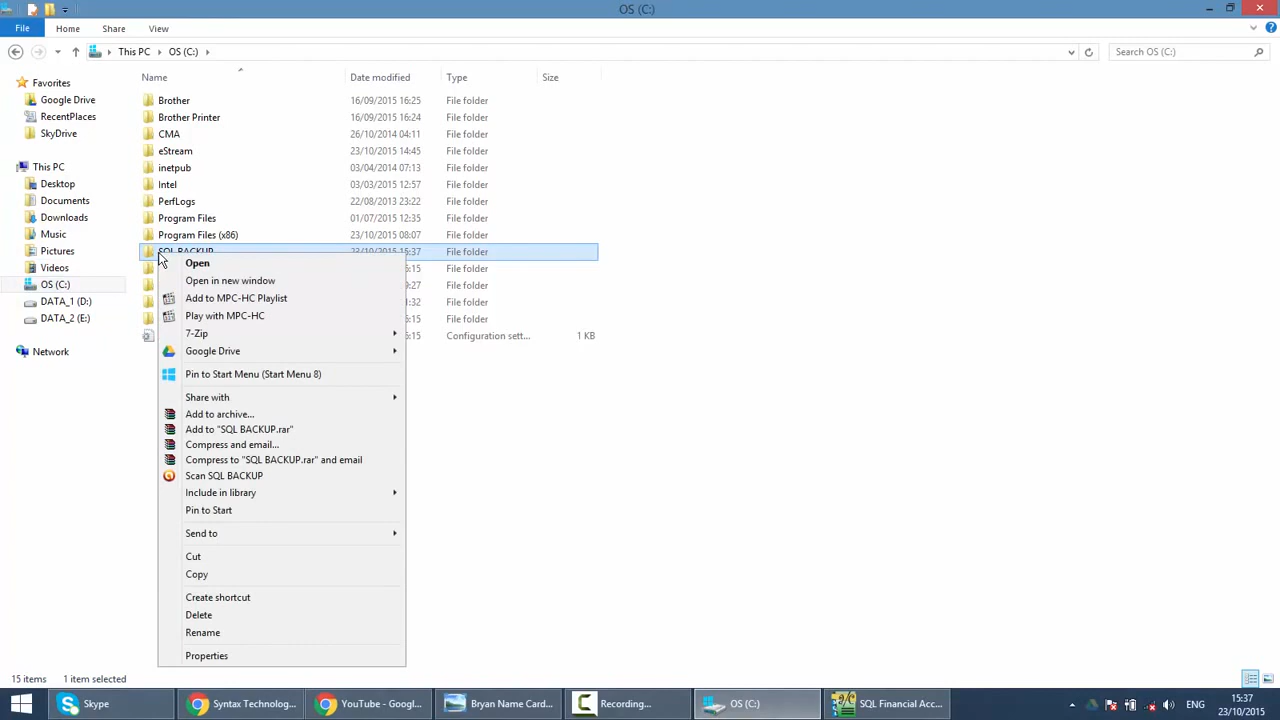 OS (C:)
File Home Share View
This PC OS (C:) Search OS (C:)
Name Date modified Type Size
Favorites
Google Drive
RecentPlaces
SkyDrive
This PC
Desktop
Documents
Downloads
Music
Pictures
Videos
OS (C:)
DATA_1 (D:)
DATA_2 (E:)
Network
Brother 16/09/2015 16:25 File folder
Brother Printer 16/09/2015 16:24 File folder
CMA 26/10/2014 04:11 File folder
eStream 23/10/2015 14:45 File folder
inetpub 03/04/2014 07:13 File folder
Intel 03/03/2015 12:57 File folder
PerfLogs 22/08/2013 23:22 File folder
Program Files 01/07/2015 12:35 File folder
Program Files (x86) 23/10/2015 08:07 File folder
SQL BACKUP 23/10/2015 15:37 File folder
File folder
File folder
File folder
File folder
Configuration sett... 1 KB
Open
Open in new window
Add to MPC-HC Playlist
Play with MPC-HC
7-Zip
Google Drive
Pin to Start Menu (Start Menu 8)
Share with
Add to archive...
Add to "SQL BACKUP.rar"
Compress and email...
Compress to "SQL BACKUP.rar" and email
Scan SQL BACKUP
Include in library
Pin to Start
Send to
Cut
Copy
Create shortcut
Delete
Rename
Properties
15 items 1 item selected
Skype Syntax Technolog... YouTube - Googl... Bryan Name Card... Recording... OS (C:) SQL Financial Acc... ENG 15:37
23/10/2015